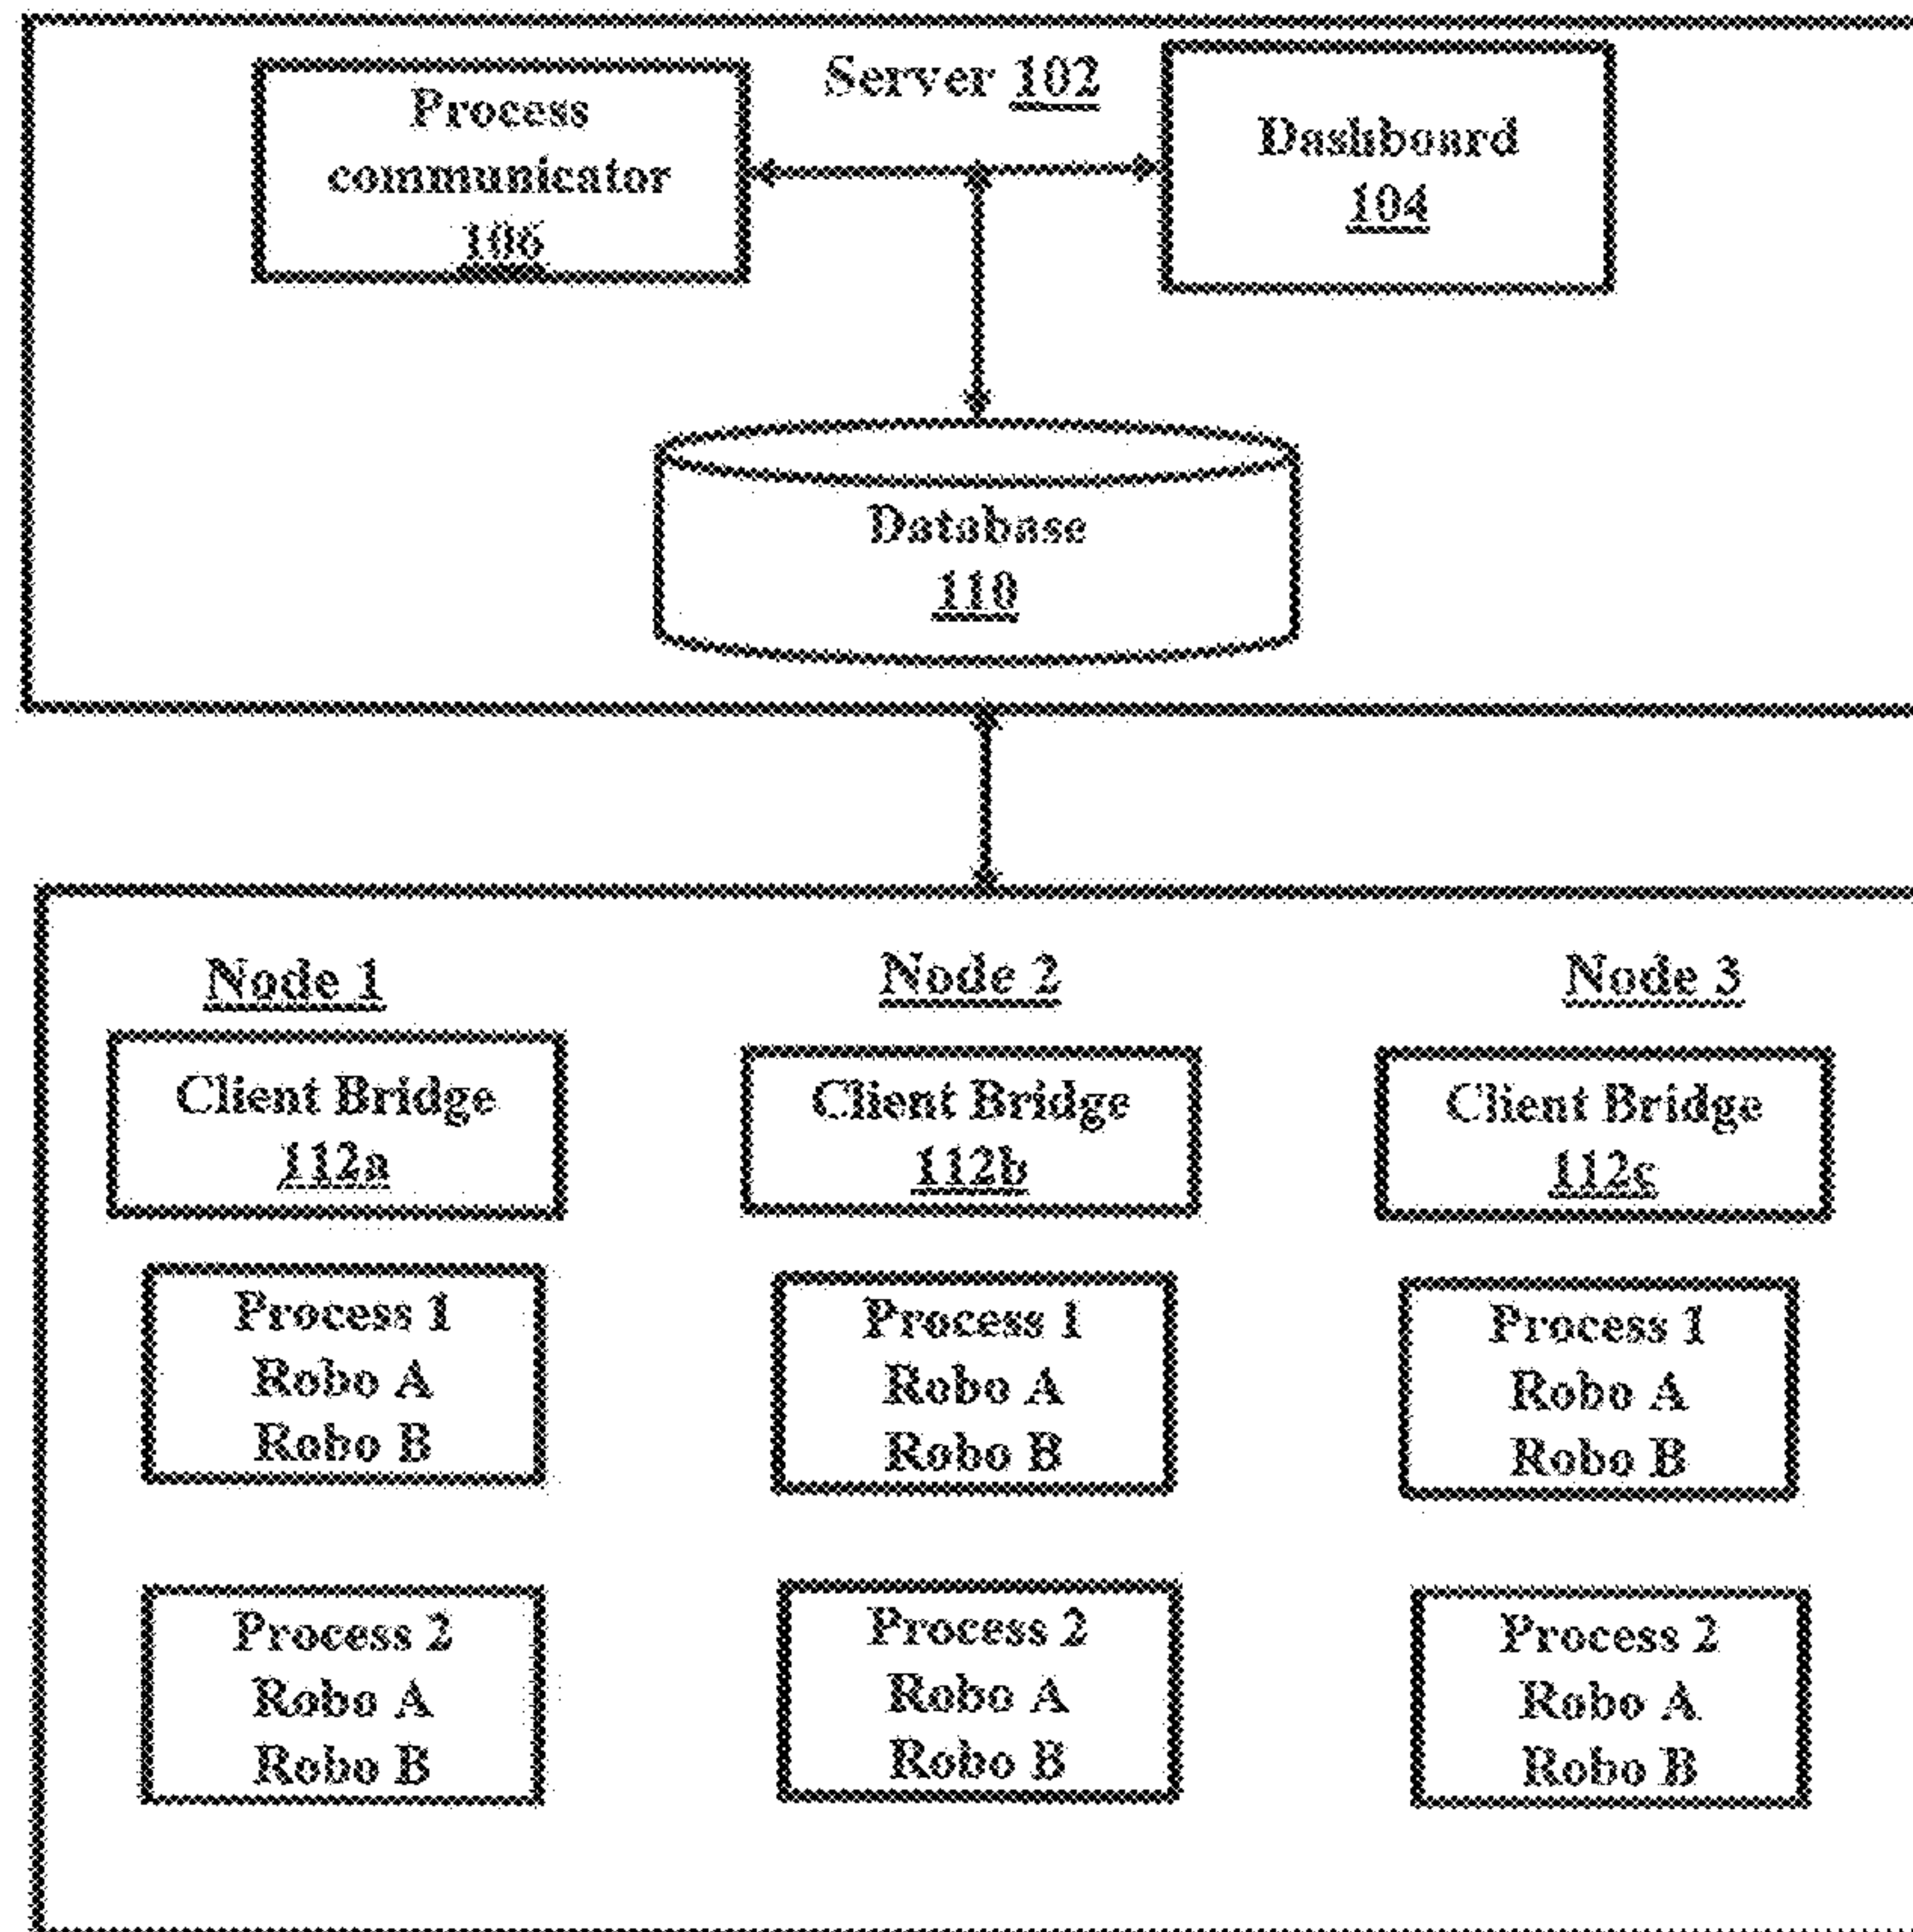 Server 102
Process
communicator
106
Dashboard
104
Database
110
Node 1
Client Bridge
112a
Process 1
Robo A
Robo B
Process 2
Robo A
Robo B
Node 2
Client Bridge
112b
Process 1
Robo A
Robo B
Process 2
Robo A
Robo B
Node 3
Client Bridge
112c
Process 1
Robo A
Robo B
Process 2
Robo A
Robo B